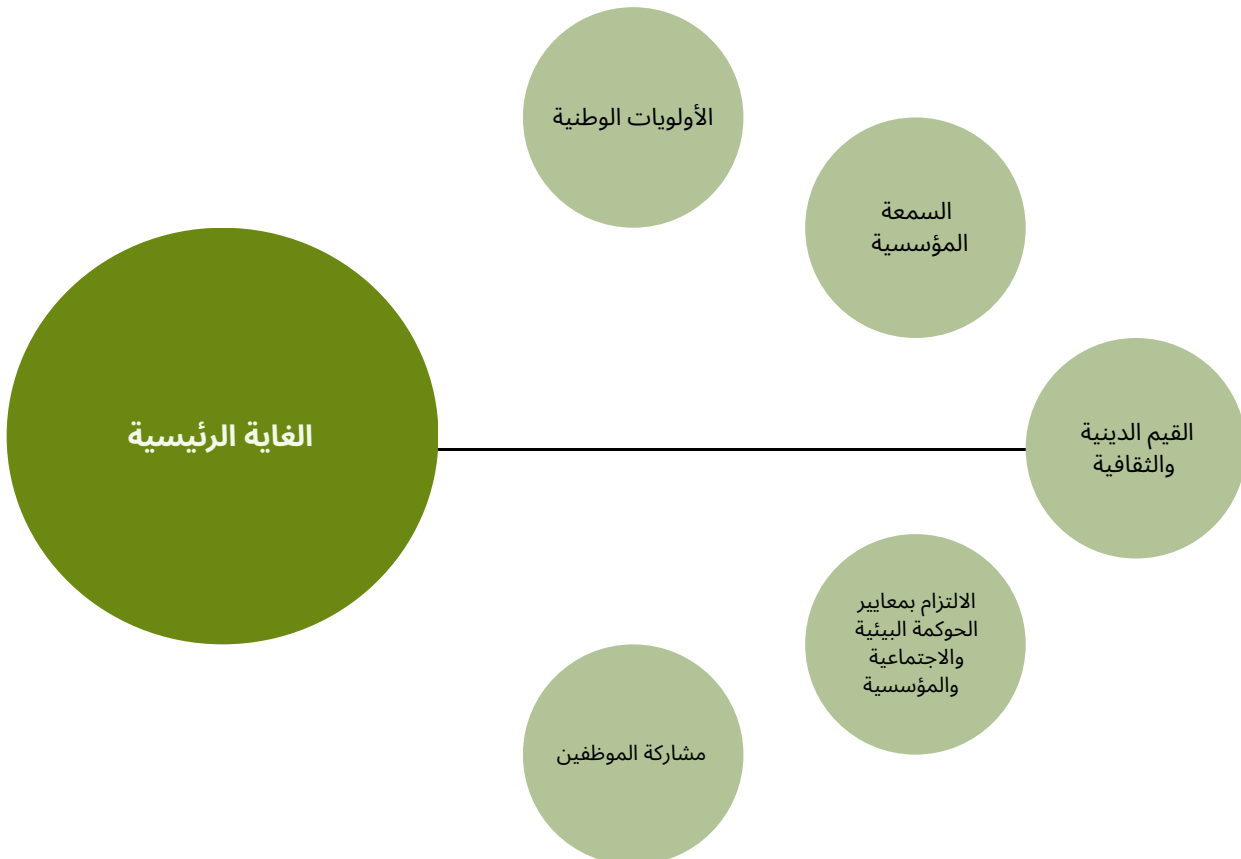 الأولويات الوطنية
السمعة
المؤسسية
الغاية الرئيسية
القيم الدينية
والثقافية
الالتزام بمعايير
الحوكمة البيئية
والاجتماعية
والمؤسسية
مشاركة الموظفين